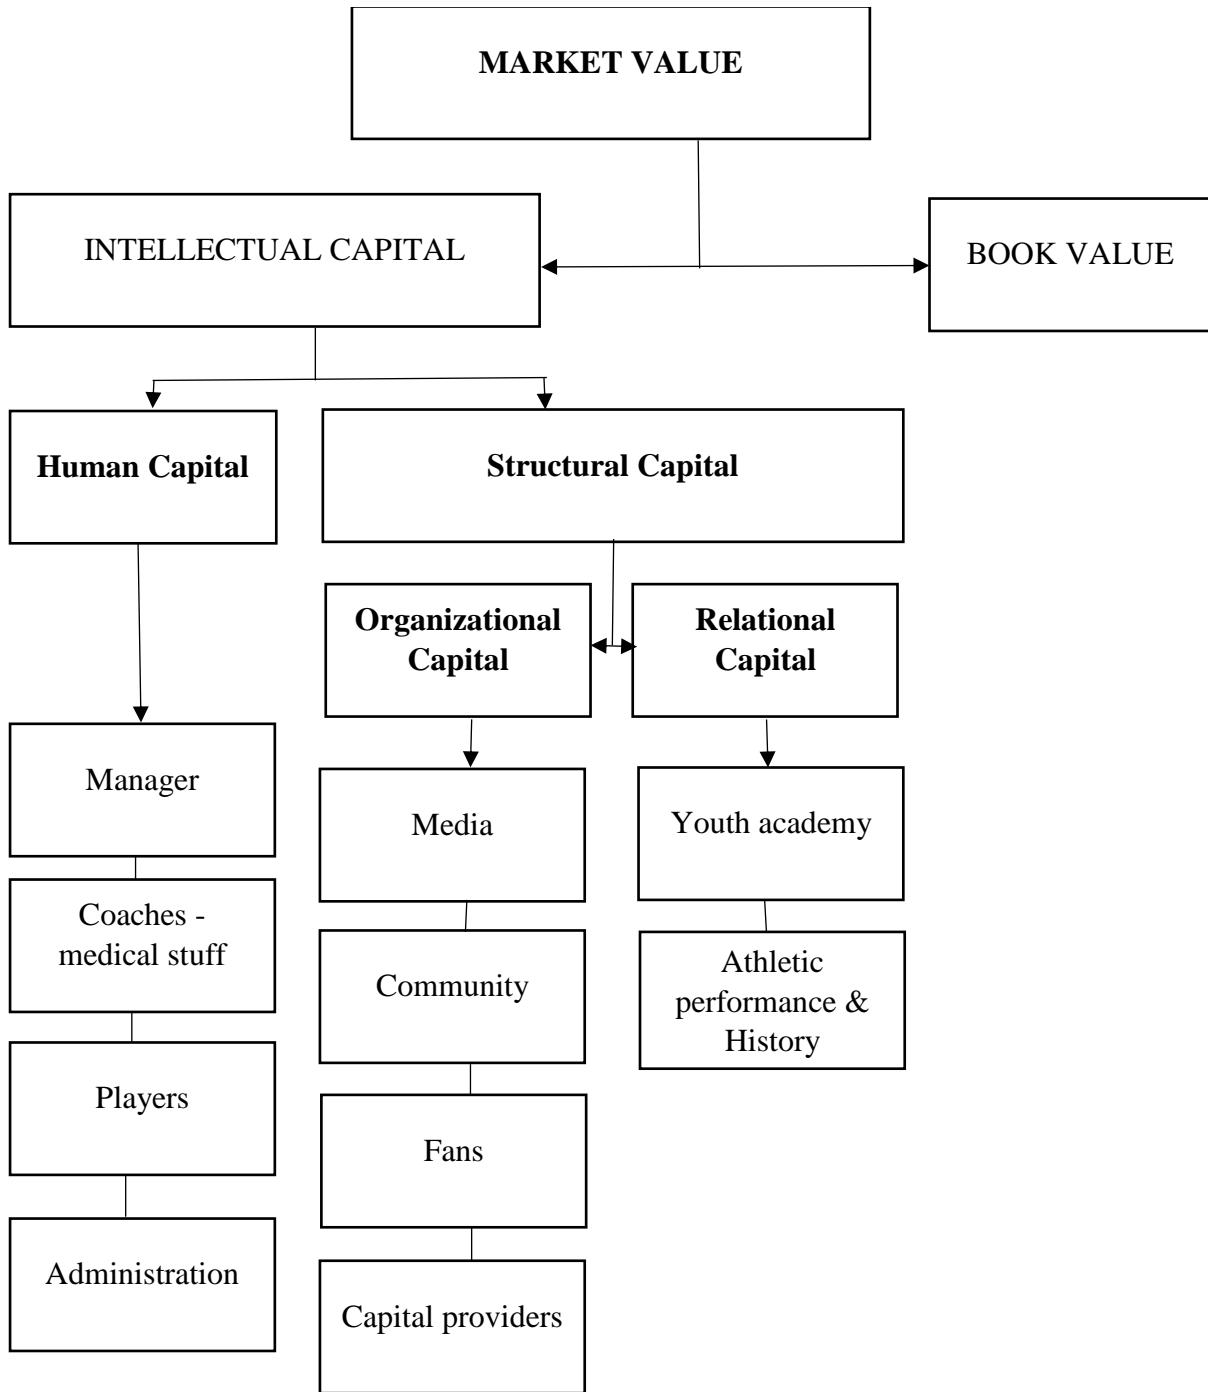 MARKET VALUE
INTELLECTUAL CAPITAL
BOOK VALUE
Human Capital
Structural Capital
Organizational
Capital
Relational
Capital
Manager
Media
Youth academy
Coaches -
medical stuff
Community
Athletic
performance &
History
Players
Fans
Administration
Capital providers